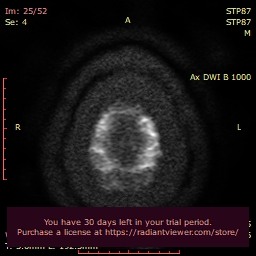 Im: 25/52
Se: 4
A
STP87
STP87
M
Ax DWI B 1000
R
L
You have 30 days left in your trial period.
Purchase a license at https://radiantviewer.com/store/